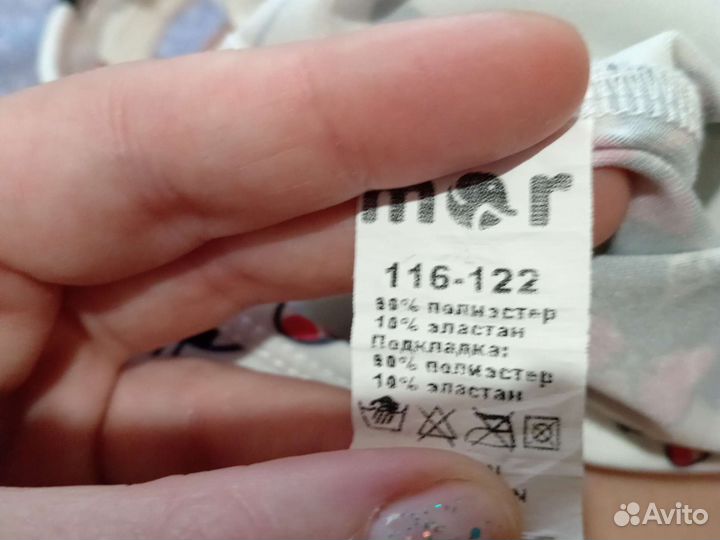 mar
116-122
90% полиэстер
10% эластан
Подкладка:
90% полиэстер
10% эластан
Avito